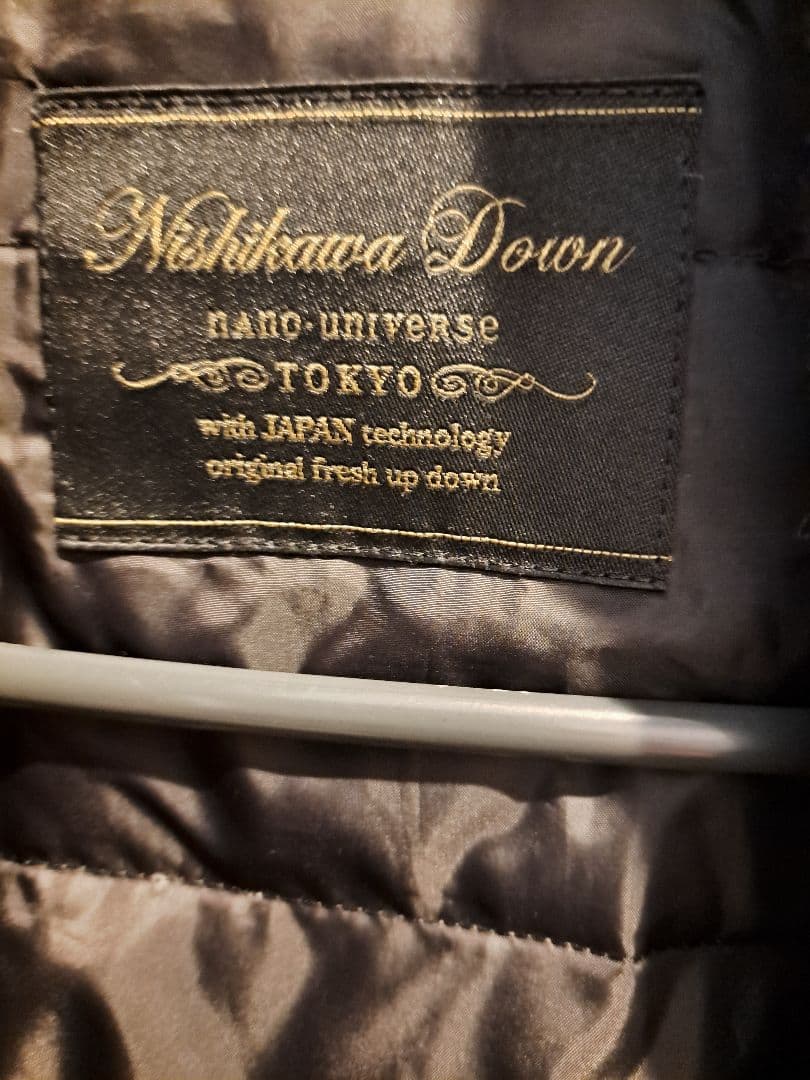 Nishikawa Down
nano·universe
TOKYO
with JAPAN technology
original fresh up down